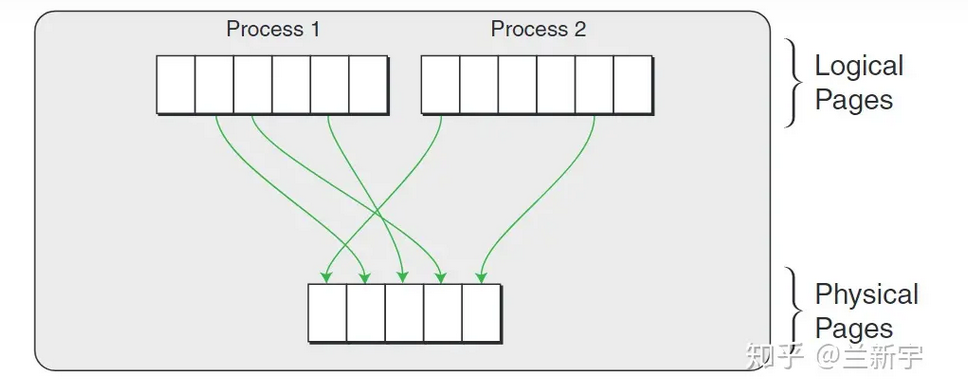 Process 1
Process 2
Logical
Pages
Physical
Pages
知乎 @兰新宇